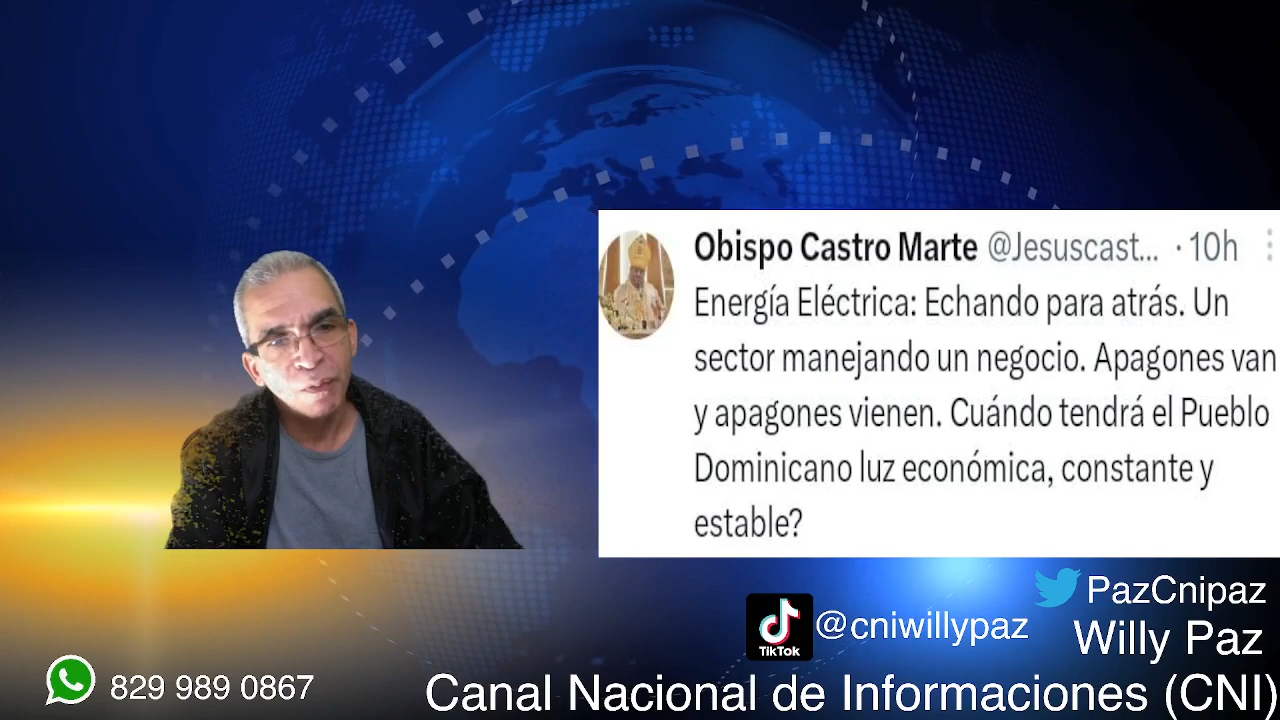 Obispo Castro Marte @Jesuscast... · 10h
Energía Eléctrica: Echando para atrás. Un
sector manejando un negocio. Apagones van
y apagones vienen. Cuándo tendrá el Pueblo
Dominicano luz económica, constante y
estable?
PazCnipaz
TikTok
@cniwillypaz
Willy Paz
829 989 0867
Canal Nacional de Informaciones (CNI)